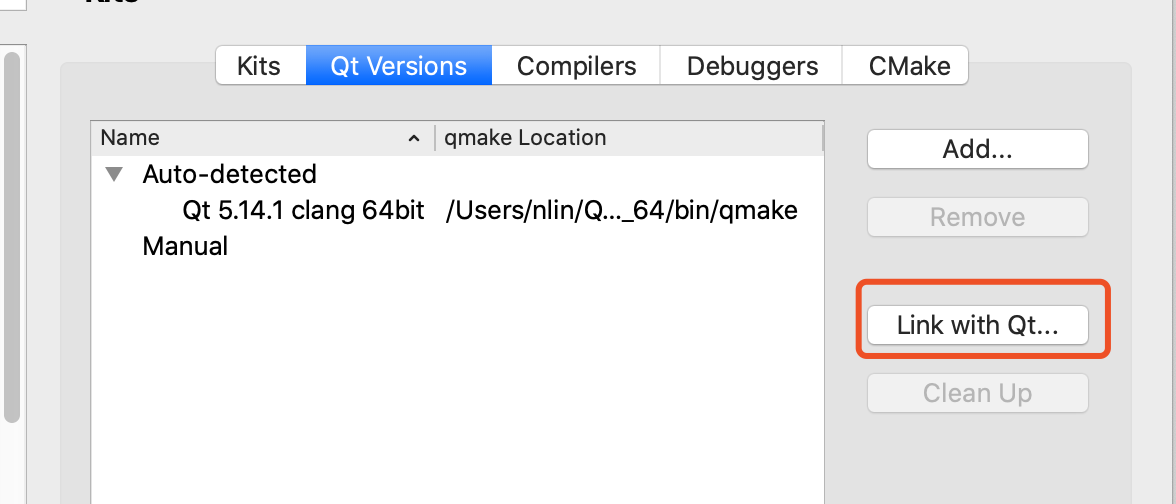 Kits
Kits Qt Versions Compilers Debuggers CMake
Name qmake Location
Add...
Auto-detected
Qt 5.14.1 clang 64bit /Users/nlin/Q..._64/bin/qmake
Remove
Manual
Link with Qt...
Clean Up